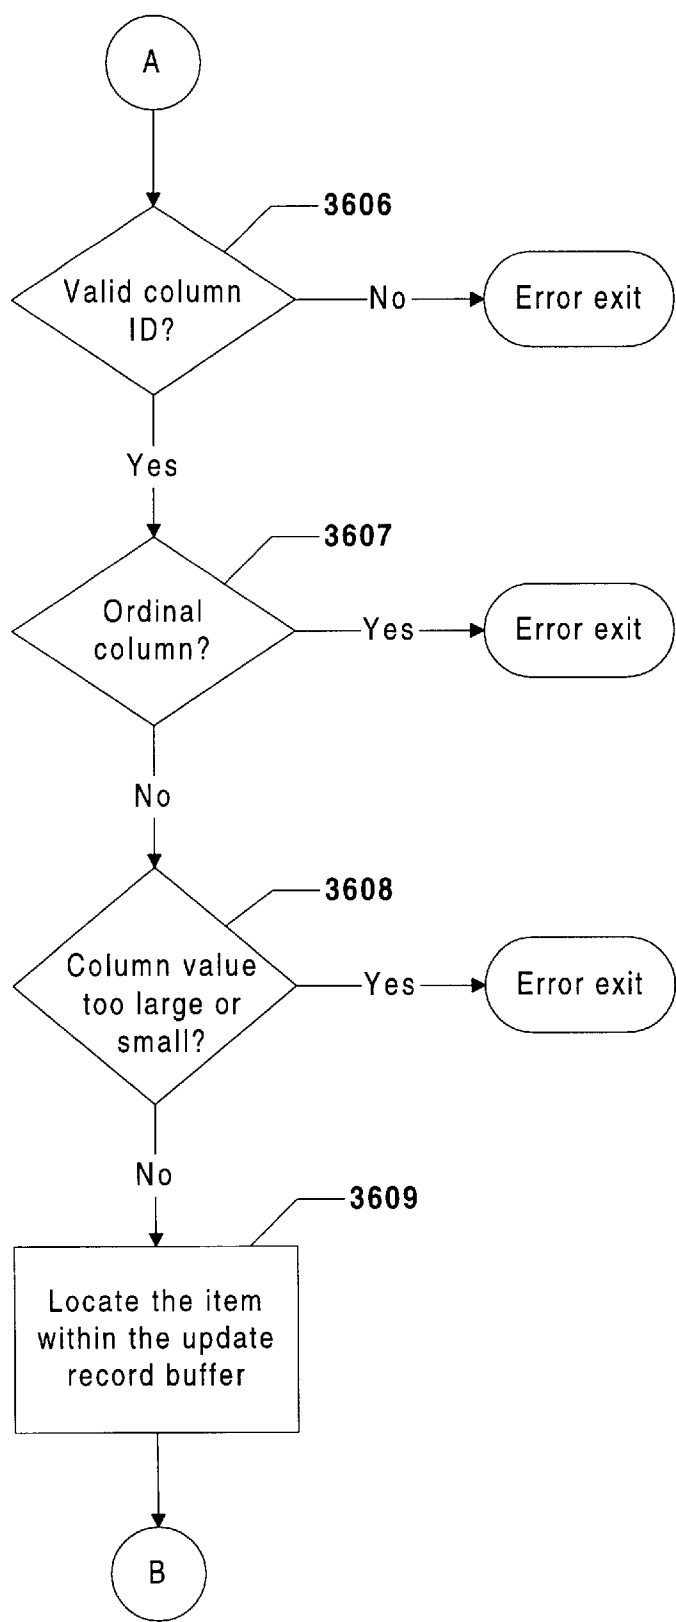 A
3606
Valid column
ID?
No
Error exit
Yes
3607
Ordinal
column?
Yes
Error exit
No
3608
Column value
too large or
small?
Yes
Error exit
No
3609
Locate the item
within the update
record buffer
B